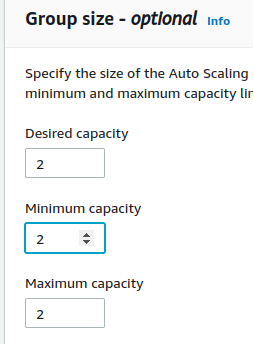 Group size - optional Info
Specify the size of the Auto Scaling
minimum and maximum capacity
Desired capacity
2
Minimum capacity
2
Maximum capacity
2